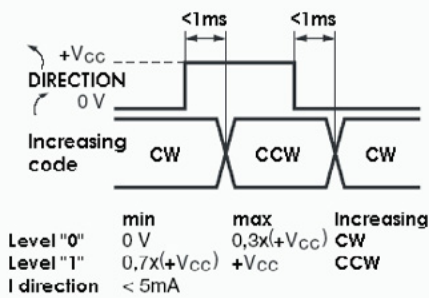 <1ms <1ms
+VCC
DIRECTION
0 V
Increasing code CW CCW CW
min max Increasing
Level "0" 0 V 0,3x(+VCC) CW
Level "1" 0,7x(+VCC) +VCC CCW
I direction < 5mA